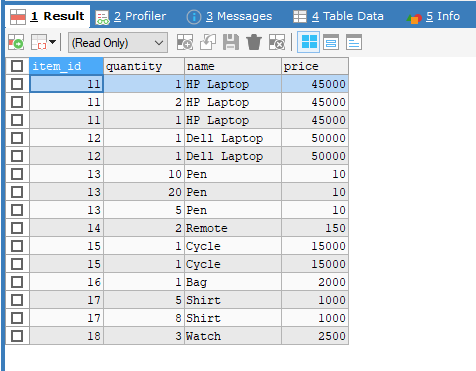 1 Result 2 Profiler 3 Messages 4 Table Data 5 Info
(Read Only)
item_id quantity name price
11 1 HP Laptop 45000
11 2 HP Laptop 45000
11 1 HP Laptop 45000
12 1 Dell Laptop 50000
12 1 Dell Laptop 50000
13 10 Pen 10
13 20 Pen 10
13 5 Pen 10
14 2 Remote 150
15 1 Cycle 15000
15 1 Cycle 15000
16 1 Bag 2000
17 5 Shirt 1000
17 8 Shirt 1000
18 3 Watch 2500